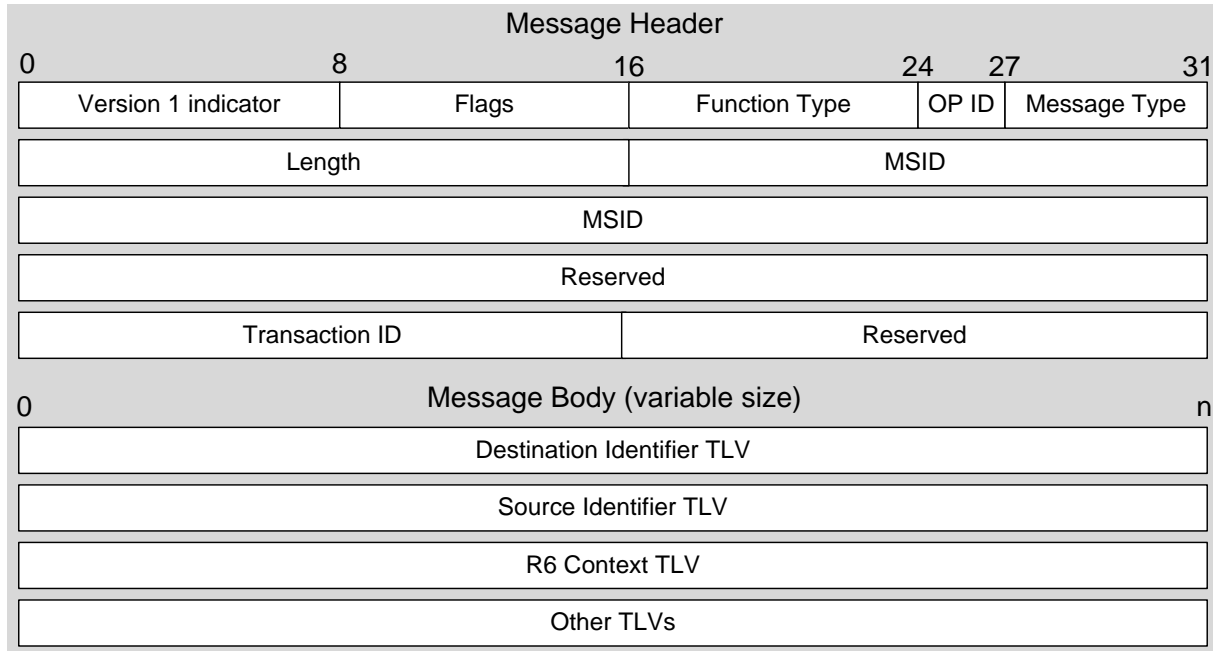 Message Header
0 8 16 24 27 31
Version 1 indicator Flags Function Type OP ID Message Type
Length MSID
MSID
Reserved
Transaction ID Reserved
Message Body (variable size)
0 n
Destination Identifier TLV
Source Identifier TLV
R6 Context TLV
Other TLVs